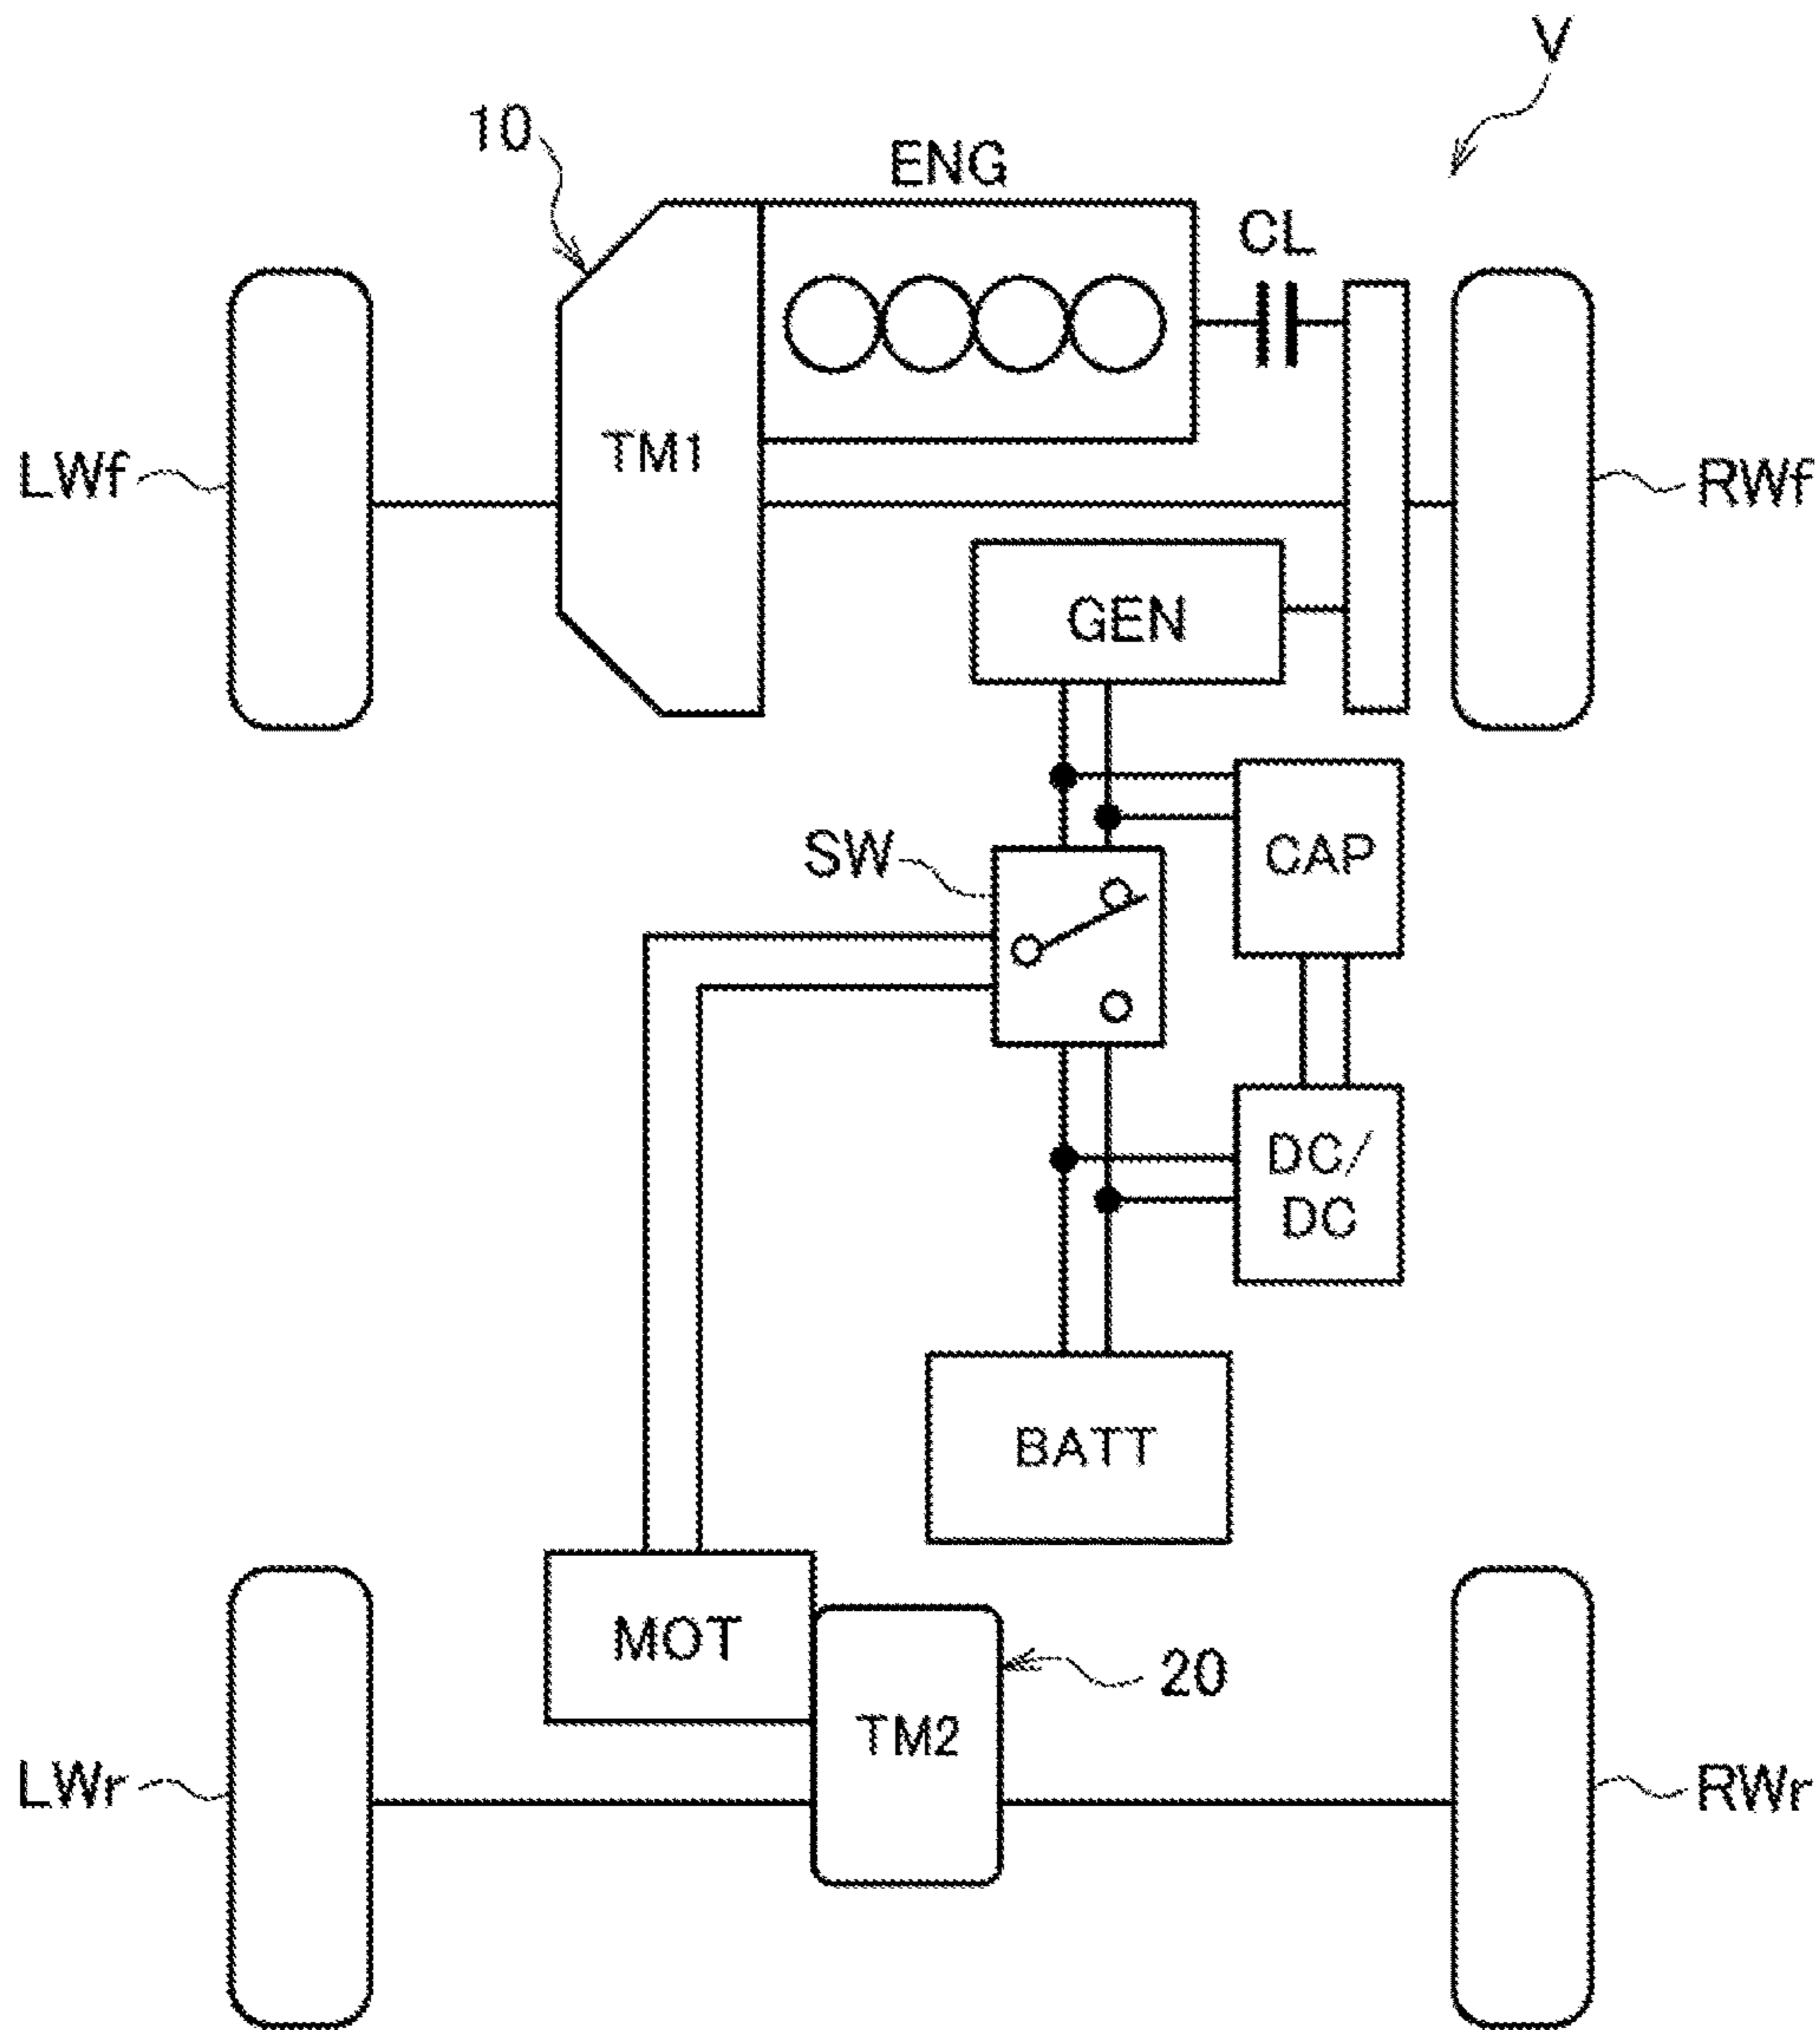 V
10
ENG
CL
LWf
TM1
RWf
GEN
SW
CAP
DC/
DC
BATT
MOT
20
TM2
LWr
RWr